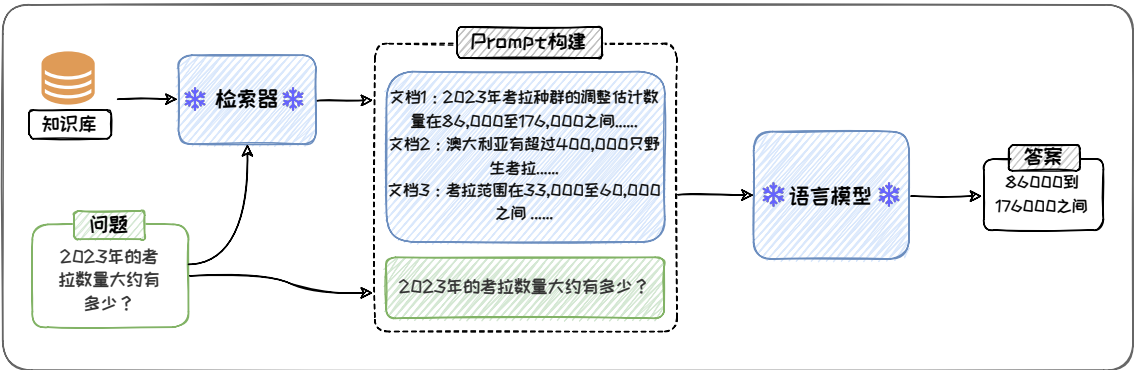 知识库
检索器
问题
2023年的考
拉数量大约有
多少？
Prompt构建
文档1：2023年考拉种群的调整估计数
量在86,000至176,000之间......
文档2：澳大利亚有超过400,000只野
生考拉......
文档3：考拉范围在33,000至60,000
之间 ......
2023年的考拉数量大约有多少？
语言模型
答案
86000到
176000之间